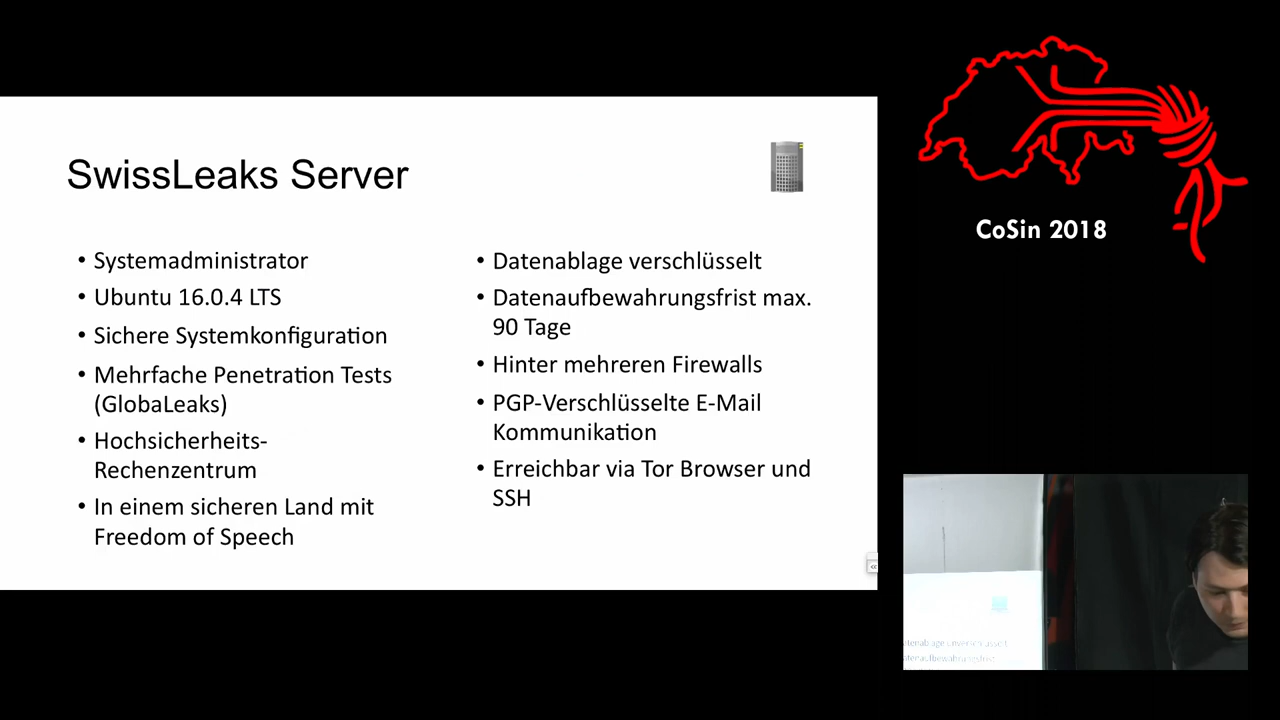 SwissLeaks Server
• Systemadministrator
• Ubuntu 16.0.4 LTS
• Sichere Systemkonfiguration
• Mehrfache Penetration Tests
(GlobaLeaks)
• Hochsicherheits-
Rechenzentrum
• In einem sicheren Land mit
Freedom of Speech
• Datenablage verschlüsselt
• Datenaufbewahrungsfrist max.
90 Tage
• Hinter mehreren Firewalls
• PGP-Verschlüsselte E-Mail
Kommunikation
• Erreichbar via Tor Browser und
SSH
CoSin 2018